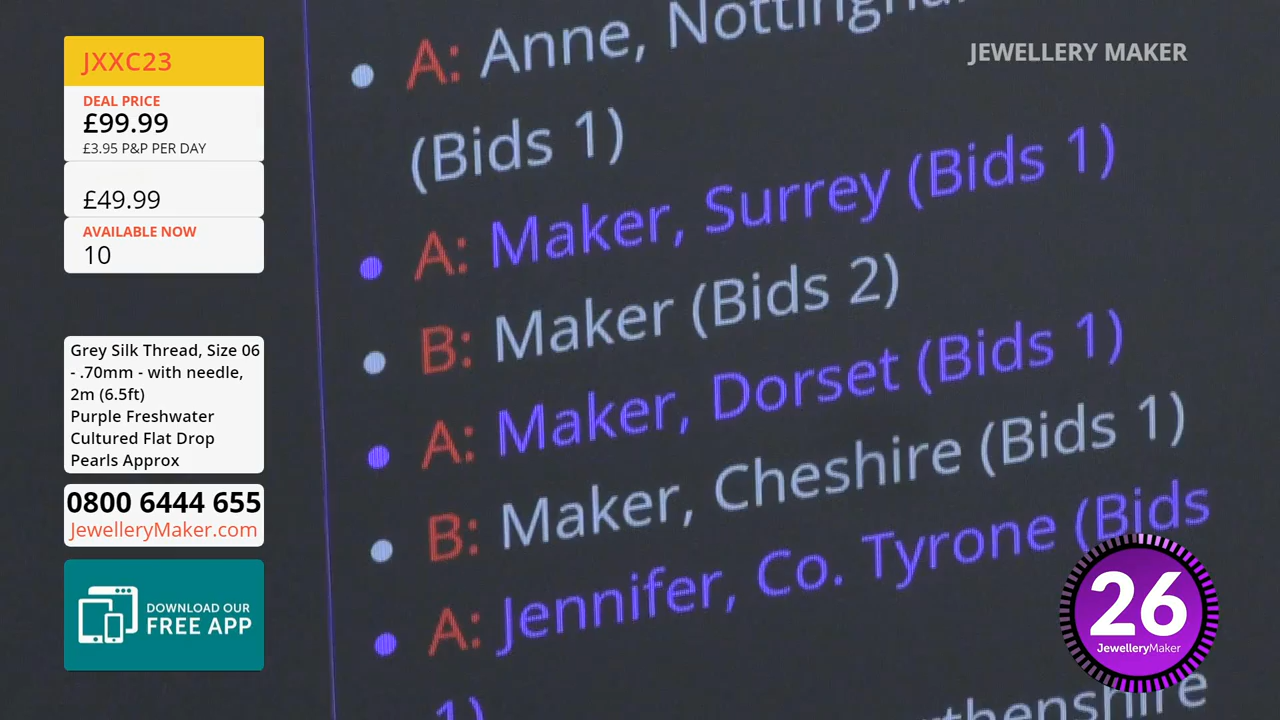 JXXC23
DEAL PRICE
£99.99
£3.95 P&P PER DAY
£49.99
AVAILABLE NOW
10
Grey Silk Thread, Size 06
- .70mm - with needle,
2m (6.5ft)
Purple Freshwater
Cultured Flat Drop
Pearls Approx
0800 6444 655
JewelleryMaker.com
DOWNLOAD OUR
FREE APP
JEWELLERY MAKER
A: Anne,
(Bids 1)
A: Maker, Surrey (Bids 1)
B: Maker (Bids 2)
A: Maker, Dorset (Bids 1)
B: Maker, Cheshire (Bids 1)
A: Jennifer, Co. Tyrone (Bids
1)
26
JewelleryMaker